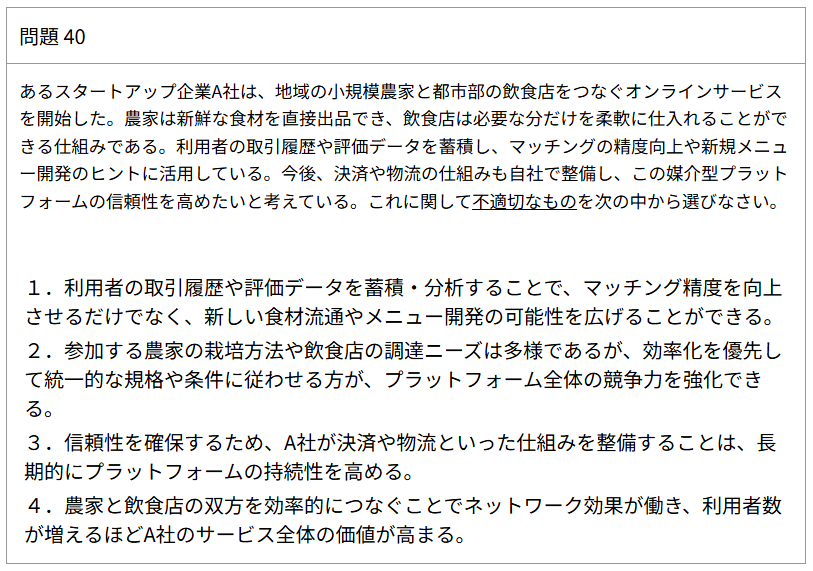 問題 40
あるスタートアップ企業A社は、地域の小規模農家と都市部の飲食店をつなぐオンラインサービス
を開始した。農家は新鮮な食材を直接出品でき、飲食店は必要な分だけを柔軟に仕入れることがで
きる仕組みである。利用者の取引履歴や評価データを蓄積し、マッチングの精度向上や新規メニュ
ー開発のヒントに活用している。今後、決済や物流の仕組みも自社で整備し、この媒介型プラット
フォームの信頼性を高めたいと考えている。これに関して不適切なものを次の中から選びなさい。
１．利用者の取引履歴や評価データを蓄積・分析することで、マッチング精度を向上
させるだけでなく、新しい食材流通やメニュー開発の可能性を広げることができる。
２．参加する農家の栽培方法や飲食店の調達ニーズは多様であるが、効率化を優先し
て統一的な規格や条件に従わせる方が、プラットフォーム全体の競争力を強化でき
る。
３．信頼性を確保するため、A社が決済や物流といった仕組みを整備することは、長
期的にプラットフォームの持続性を高める。
４．農家と飲食店の双方を効率的につなぐことでネットワーク効果が働き、利用者数
が増えるほどA社のサービス全体の価値が高まる。